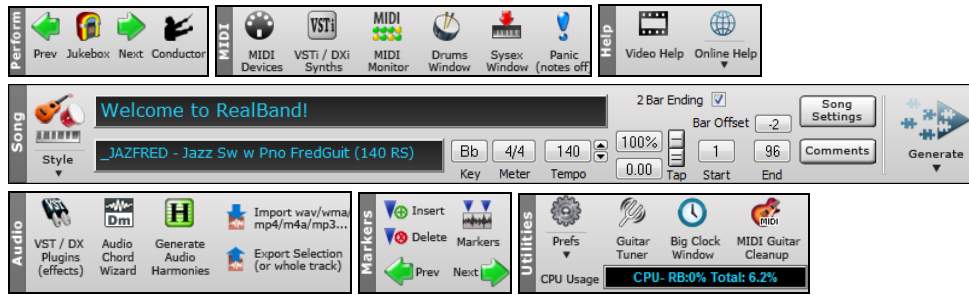 Perform
Prev Jukebox Next Conductor
MIDI
VSTi
MIDI
MIDI Devices
VSTi / DXi Synths
MIDI Monitor
Drums Window
Sysex Window
Panic (notes off)
Help
Video Help
Online Help
Song
Style
Welcome to RealBand!
_JAZFRED - Jazz Sw w Pno FredGuit (140 RS)
Bb 4/4 140
Key Meter Tempo
2 Bar Ending
Bar Offset -2
100%
0.00 Tap
1 96
Start End
Song Settings
Comments
Generate
Audio
VST / DX Plugins (effects)
Dm
Audio Chord Wizard
H
Generate Audio Harmonies
Import wav/wma/
mp4/m4a/mp3...
Export Selection
(or whole track)
Markers
Insert
Delete
Markers
Prev Next
Utilities
Prefs
Guitar Tuner
Big Clock Window
MIDI
MIDI Guitar Cleanup
CPU Usage CPU- RB:0% Total: 6.2%